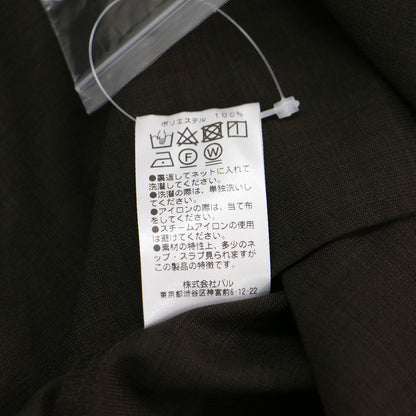 ポリエステル 100%
F W
●裏返してネットに入れて
洗濯してください。
●洗濯の際は、単独洗いし
てください。
●アイロンの際は、当て布
をしてください。
●スチームアイロンの使用
は避けてください。
●素材の特性上、多少のネ
ップ・スラブ見られますが
この製品の特徴です。
株式会社パル
東京都渋谷区神宮前6-12-22